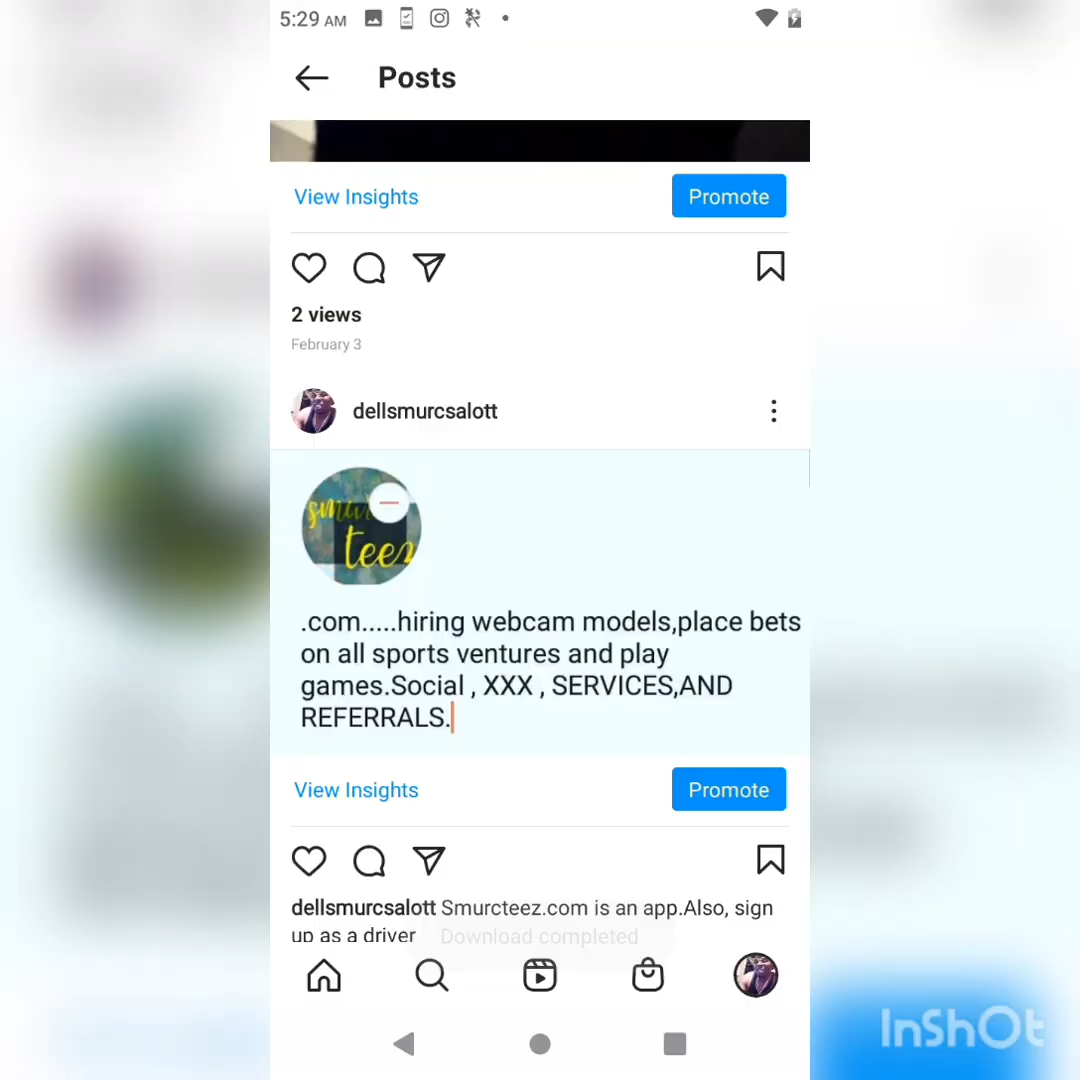 5:29 AM
Posts
View Insights
Promote
2 views
February 3
dellsmurcsalott
teez
.com.....hiring webcam models,place bets
on all sports ventures and play
games.Social , XXX , SERVICES,AND
REFERRALS.
View Insights
Promote
dellsmurcsalott Smurcteez.com is an app.Also, sign
up as a driver
Download completed
InShOt